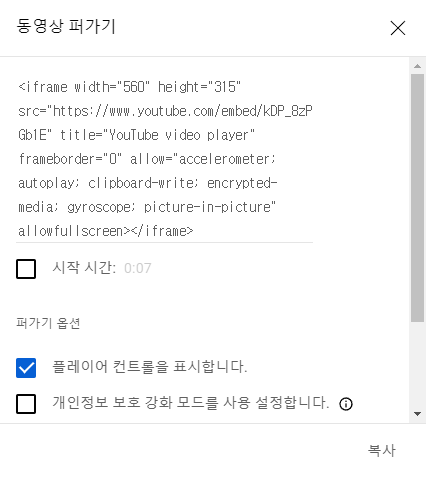 동영상 퍼가기
<iframe width="560" height="315"
src="https://www.youtube.com/embed/kDP_8zP
Gb1E" title="YouTube video player"
frameborder="0" allow="accelerometer;
autoplay; clipboard-write; encrypted-
media; gyroscope; picture-in-picture"
allowfullscreen></iframe>
시작 시간: 0:07
퍼가기 옵션
플레이어 컨트롤을 표시합니다.
개인정보 보호 강화 모드를 사용 설정합니다.
복사